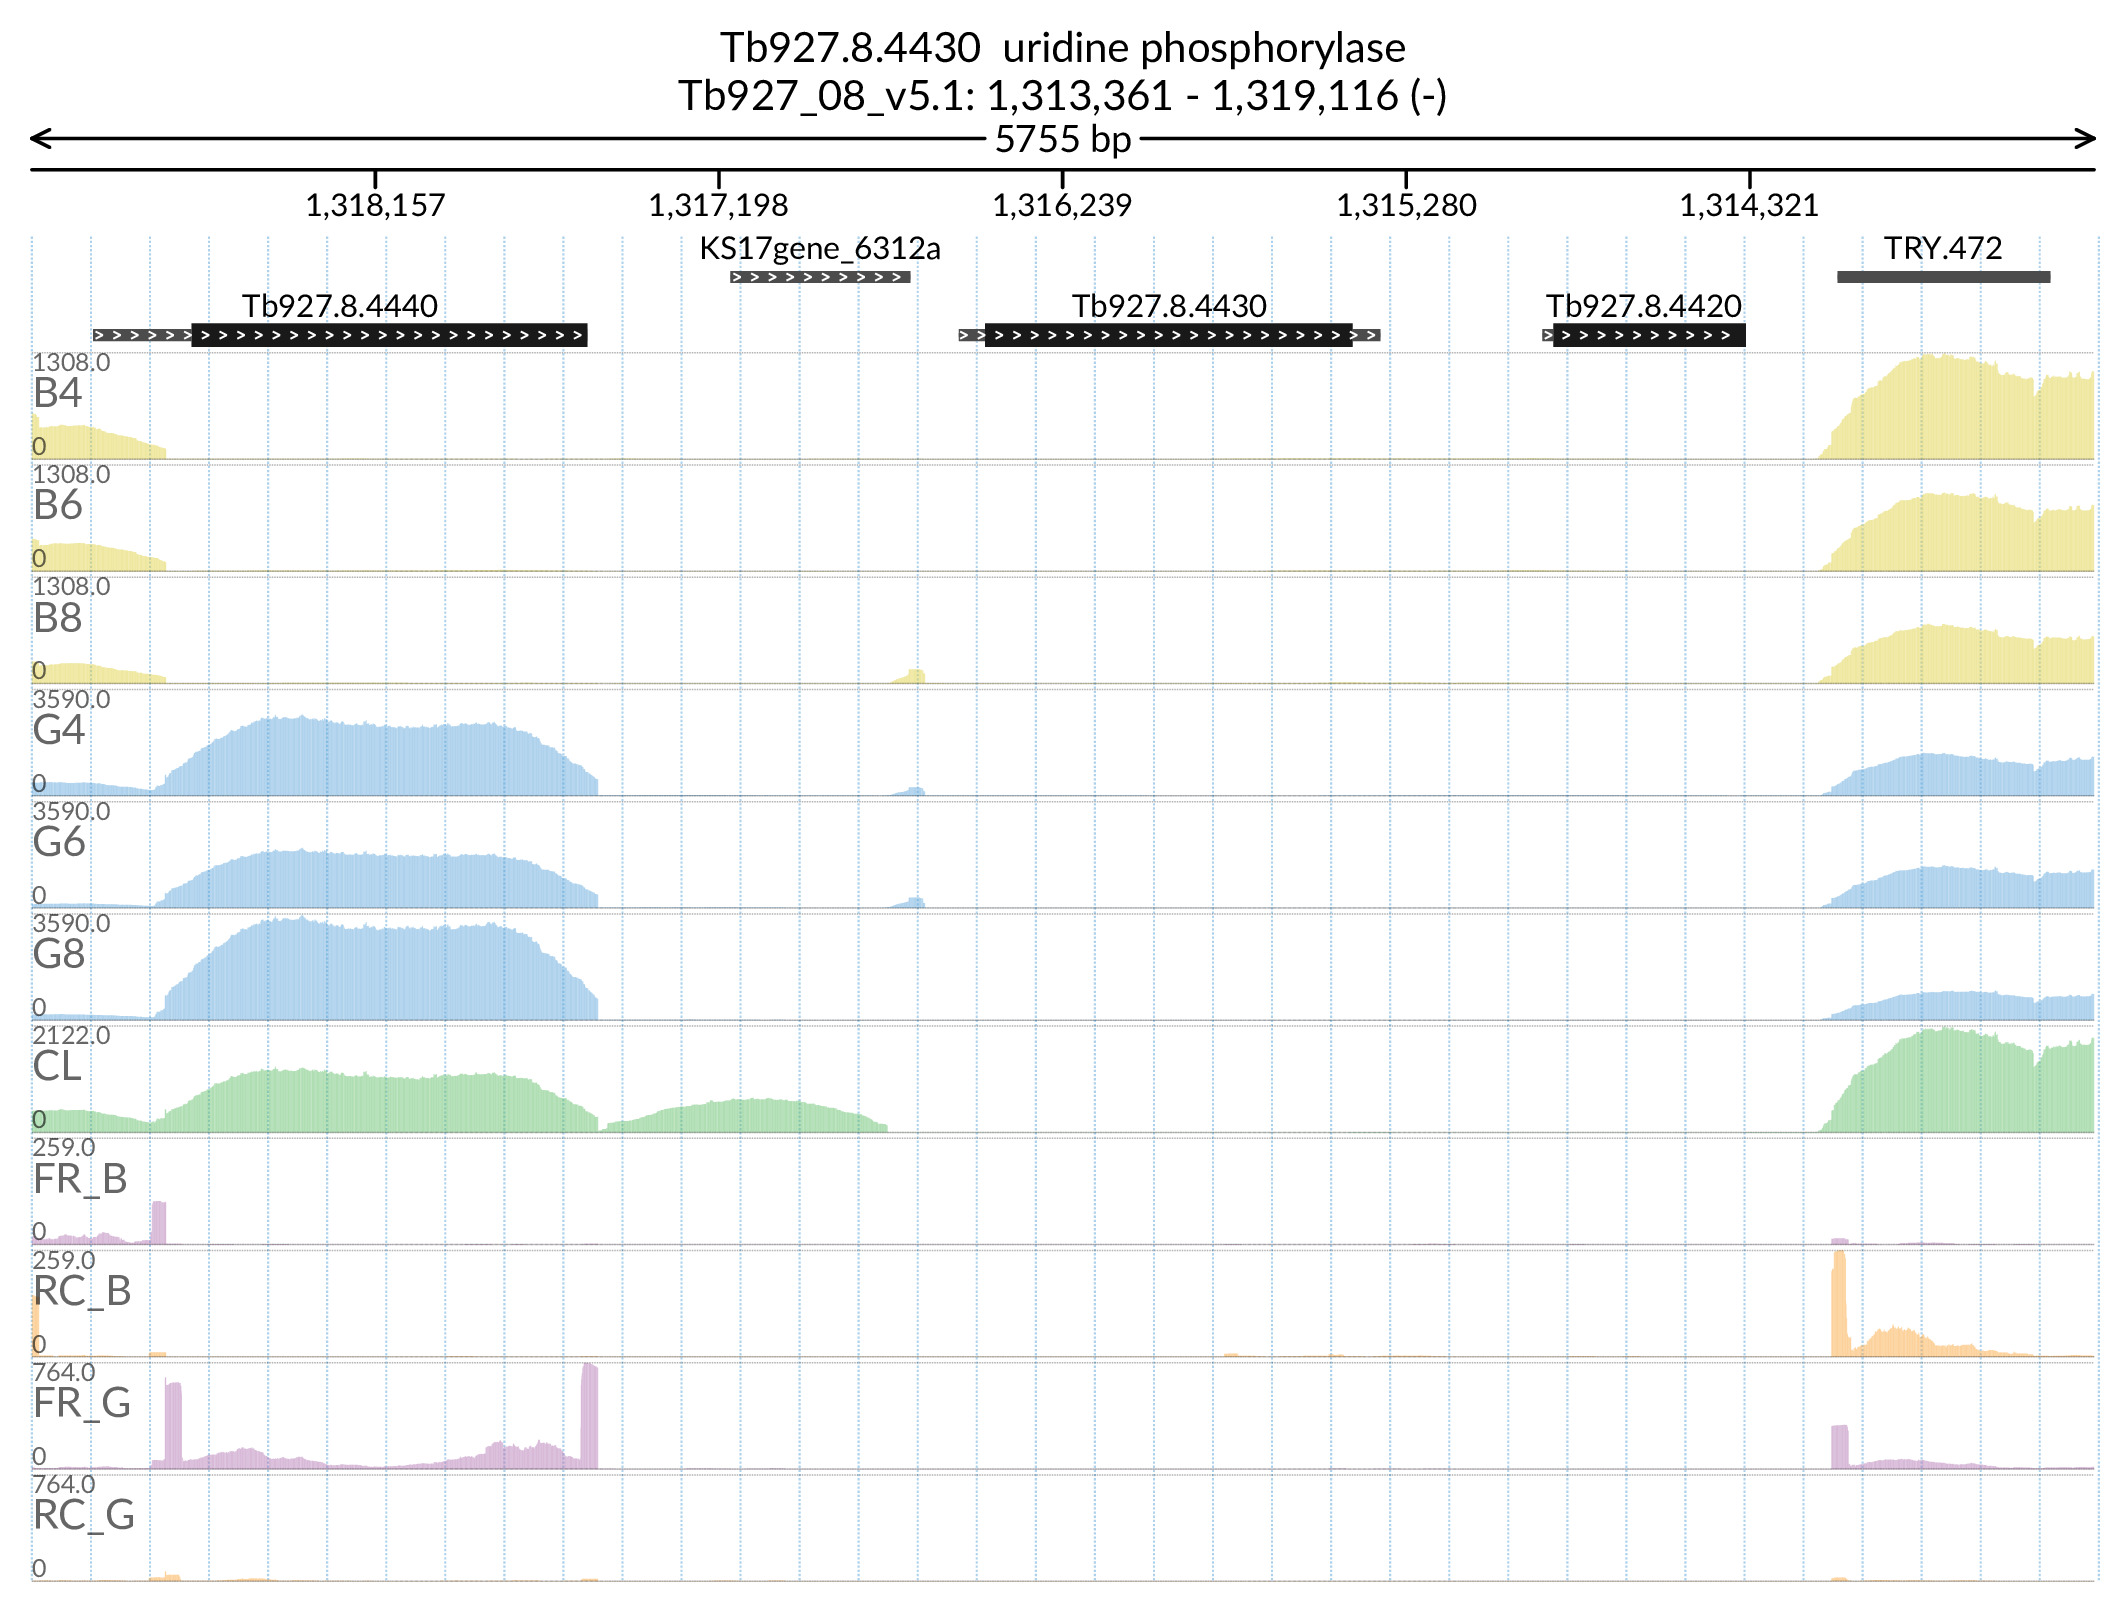 Tb927.8.4430  uridine phosphorylase
Tb927_08_v5.1: 1,313,361 - 1,319,116 (-)
5755 bp
1,318,157 1,317,198 1,316,239 1,315,280 1,314,321
KS17gene_6312a TRY.472
Tb927.8.4440 Tb927.8.4430 Tb927.8.4420
1308.0
B4
0
1308.0
B6
0
1308.0
B8
0
3590.0
G4
0
3590.0
G6
0
3590.0
G8
0
2122.0
CL
0
259.0
FR_B
0
259.0
RC_B
0
764.0
FR_G
0
764.0
RC_G
0